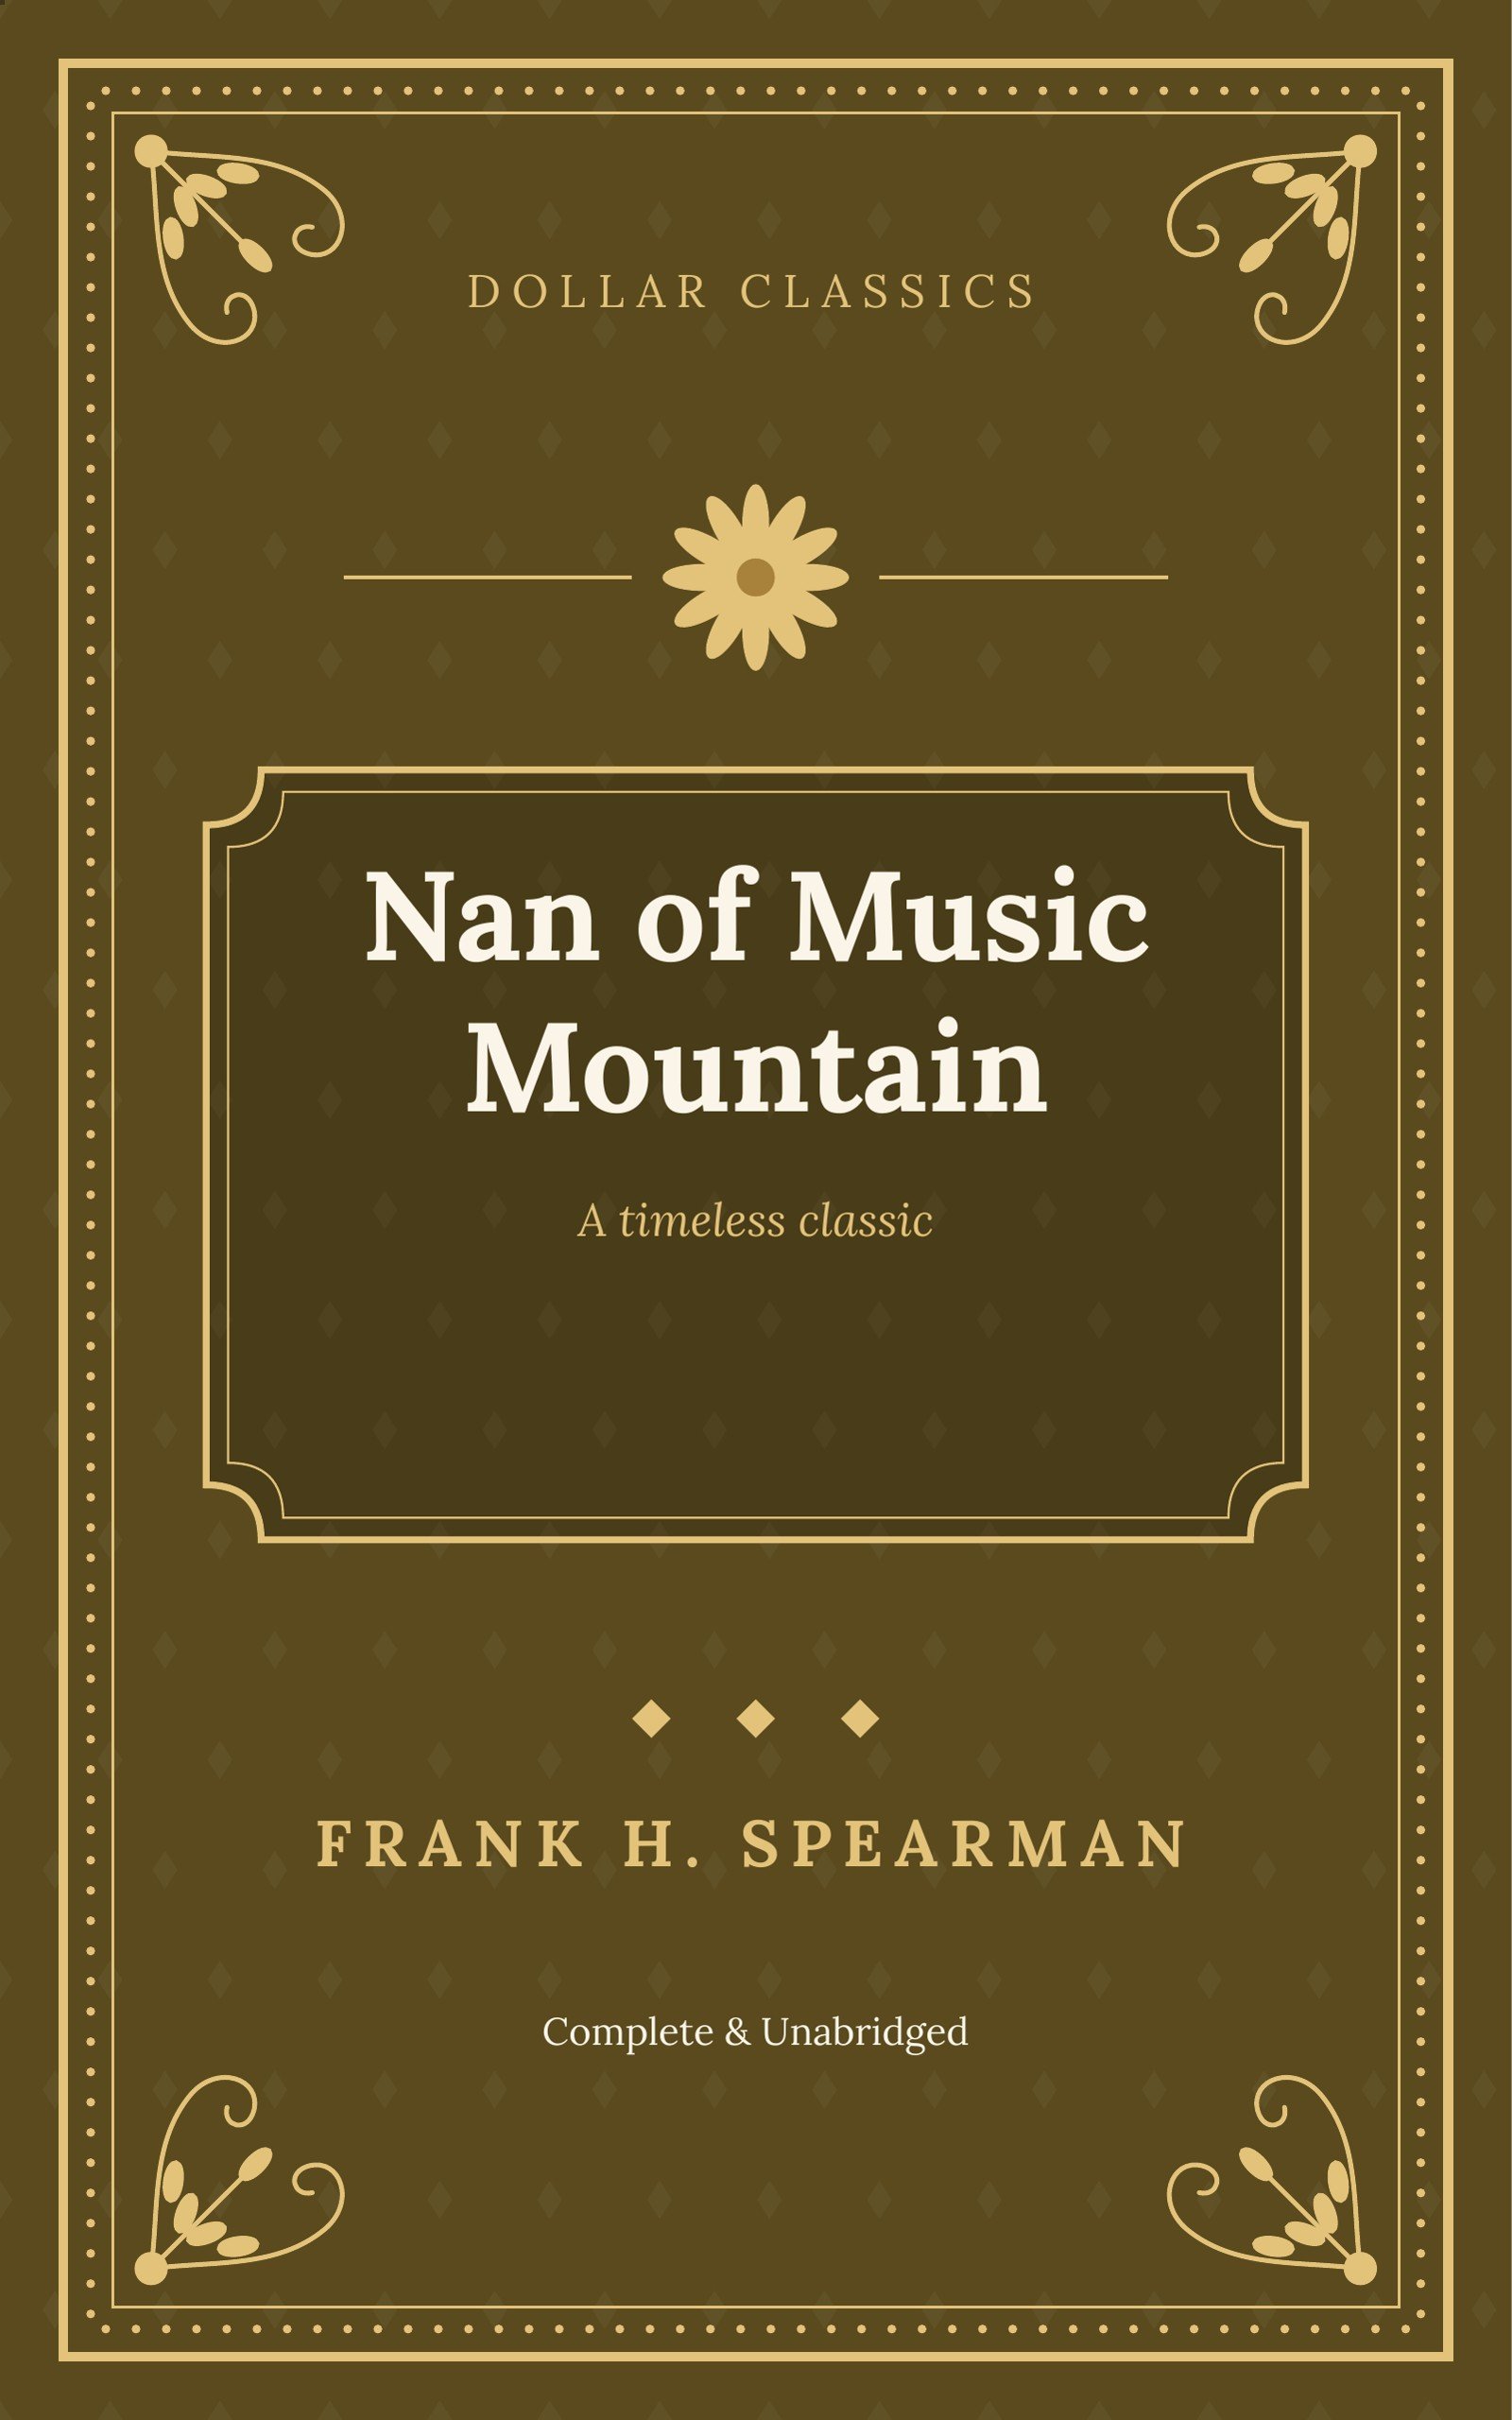 DOLLAR CLASSICS
Nan of Music
Mountain
A timeless classic
FRANK H. SPEARMAN
Complete & Unabridged